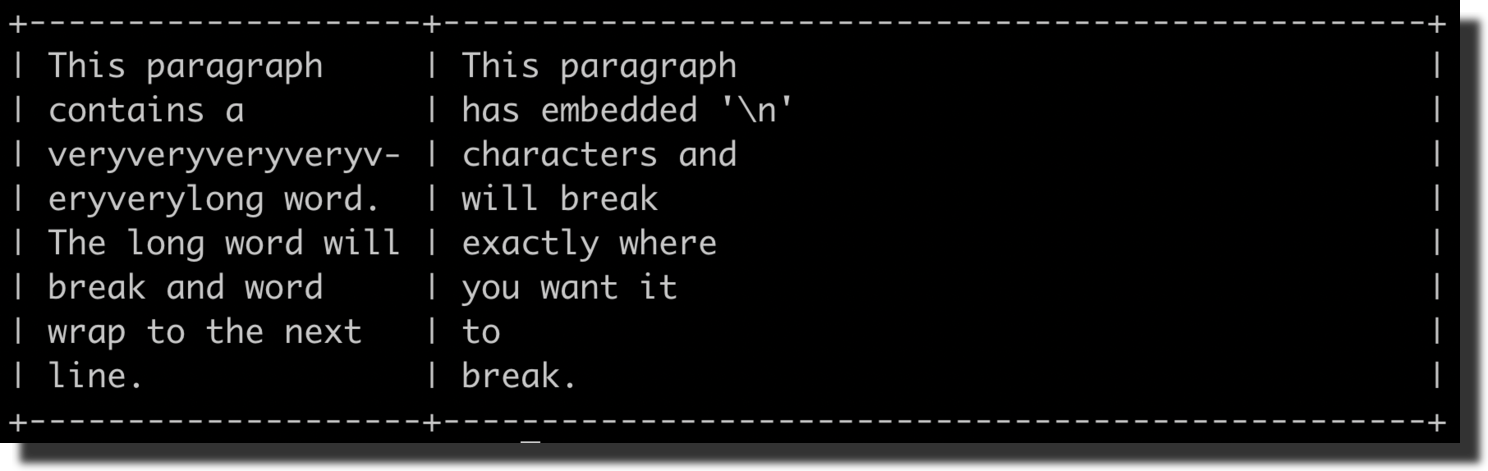 +--------------------+--------------------------------------------------+
| This paragraph     | This paragraph                                   |
| contains a         | has embedded '\n'                                |
| veryveryveryveryv- | characters and                                   |
| eryverylong word.  | will break                                       |
| The long word will | exactly where                                    |
| break and word     | you want it                                      |
| wrap to the next   | to                                               |
| line.              | break.                                           |
+--------------------+--------------------------------------------------+